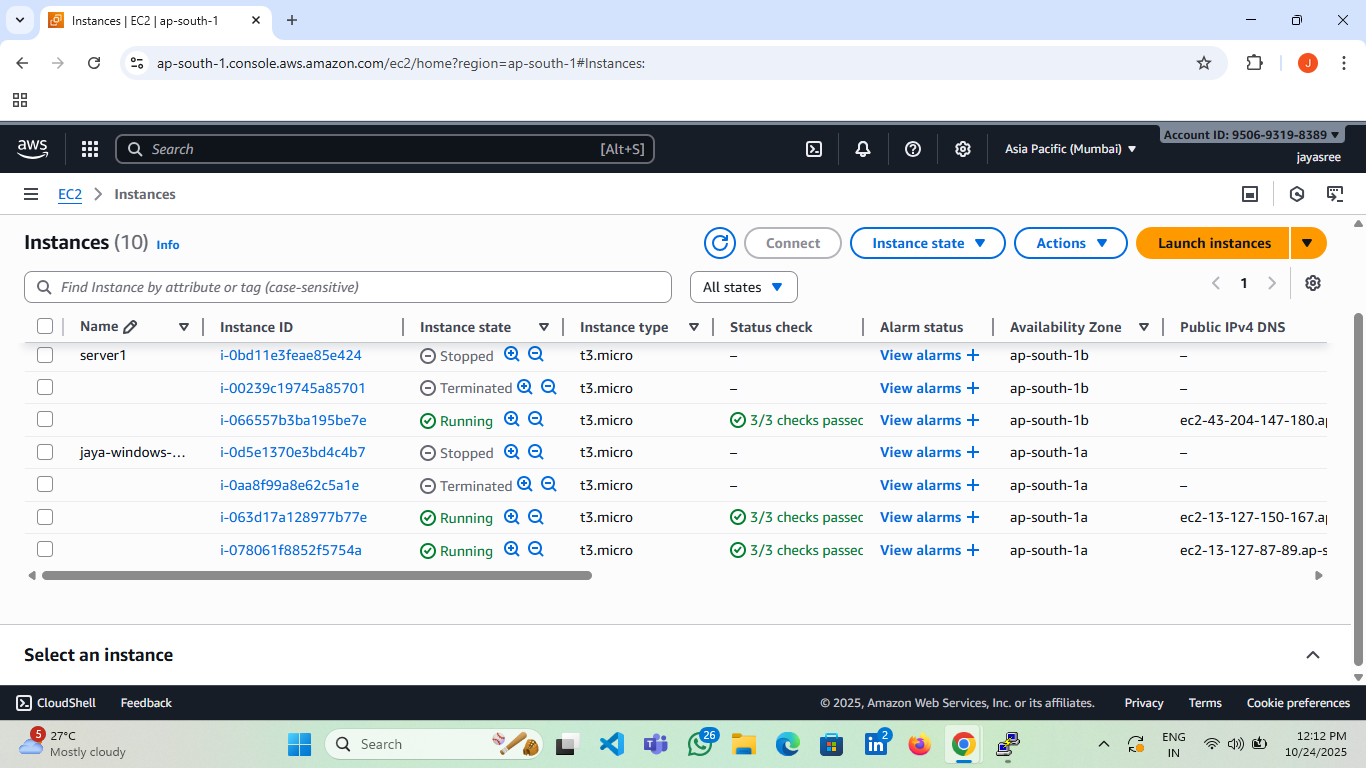 Instances | EC2 | ap-south-1
ap-south-1.console.aws.amazon.com/ec2/home?region=ap-south-1#Instances:
J
aws
Search [Alt+S]
Asia Pacific (Mumbai)
Account ID: 9506-9319-8389
jayasree
EC2 Instances
Instances (10) Info
Connect
Instance state
Actions
Launch instances
Find Instance by attribute or tag (case-sensitive)
All states
1
Name Instance ID Instance state Instance type Status check Alarm status Availability Zone Public IPv4 DNS
server1 i-0bd11e3feae85e424 Stopped t3.micro – View alarms + ap-south-1b –
i-00239c19745a85701 Terminated t3.micro – View alarms + ap-south-1b –
i-066557b3ba195be7e Running t3.micro 3/3 checks passed View alarms + ap-south-1b ec2-43-204-147-180.ap
jaya-windows-... i-0d5e1370e3bd4c4b7 Stopped t3.micro – View alarms + ap-south-1a –
i-0aa8f99a8e62c5a1e Terminated t3.micro – View alarms + ap-south-1a –
i-063d17a128977b77e Running t3.micro 3/3 checks passed View alarms + ap-south-1a ec2-13-127-150-167.ap
i-078061f8852f5754a Running t3.micro 3/3 checks passed View alarms + ap-south-1a ec2-13-127-87-89.ap-s
Select an instance
CloudShell Feedback © 2025, Amazon Web Services, Inc. or its affiliates. Privacy Terms Cookie preferences
5
27°C
Mostly cloudy
Search
26
2
ENG
IN
12:12 PM
10/24/2025